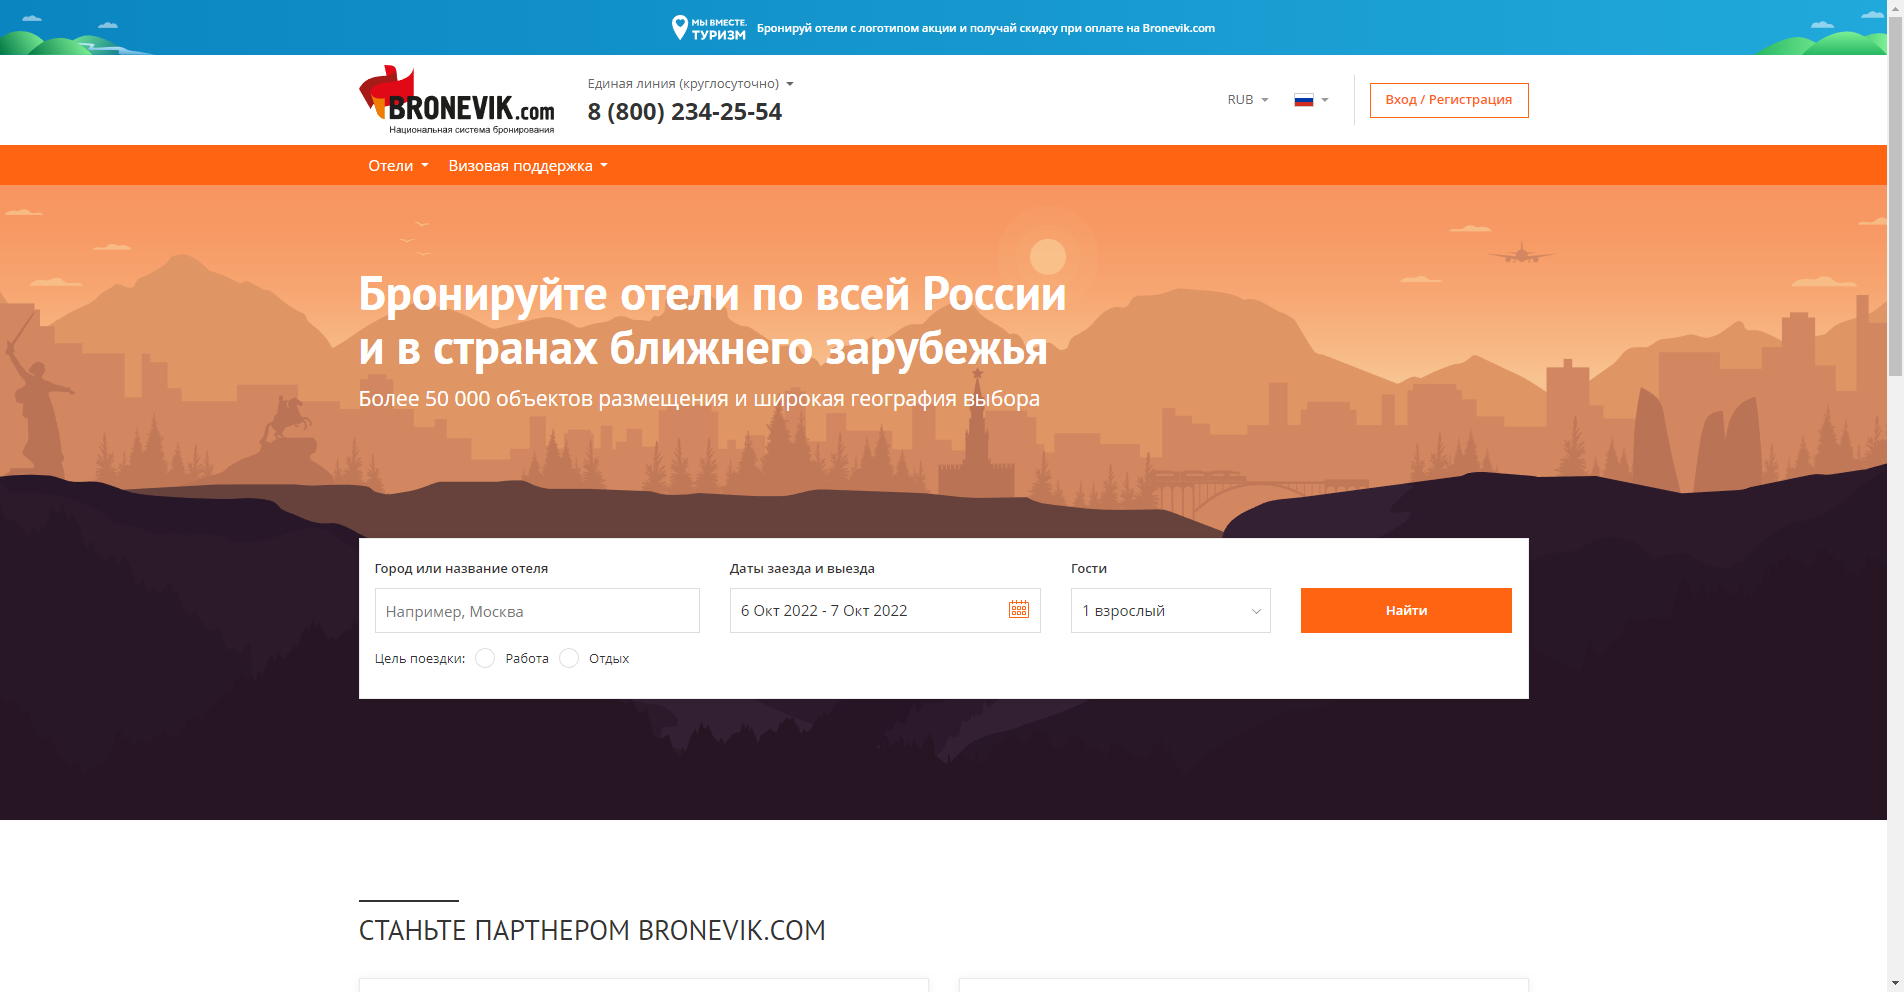 МЫ ВМЕСТЕ.
ТУРИЗМ
Бронируй отели с логотипом акции и получай скидку при оплате на Bronevik.com
BRONEVIK.com
Национальная система бронирования
Единая линия (круглосуточно)
8 (800) 234-25-54
RUB
Вход / Регистрация
Отели
Визовая поддержка
Бронируйте отели по всей России
и в странах ближнего зарубежья
Более 50 000 объектов размещения и широкая география выбора
Город или название отеля
Например, Москва
Даты заезда и выезда
6 Окт 2022 - 7 Окт 2022
Гости
1 взрослый
Найти
Цель поездки:
Работа
Отдых
СТАНЬТЕ ПАРТНЕРОМ BRONEVIK.COM